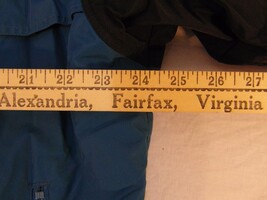 21 22 23 24 25 26 27
Alexandria, Fairfax, Virginia